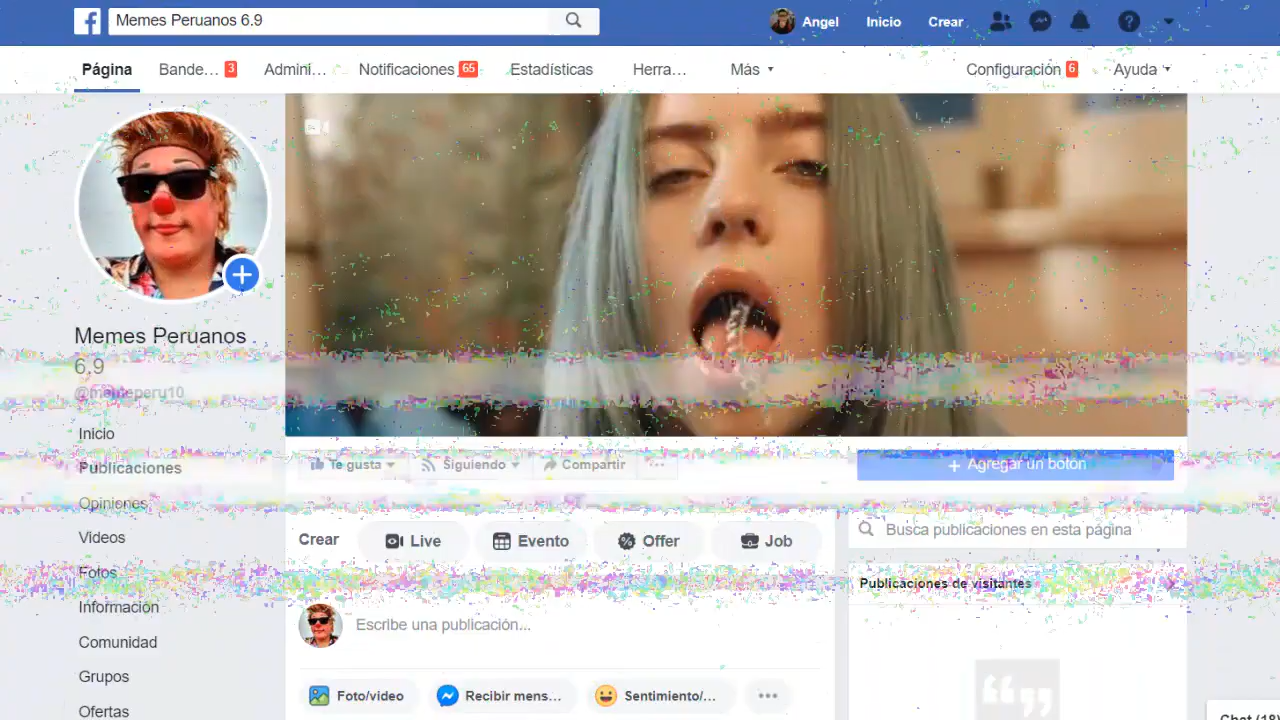 Memes Peruanos 6.9
Angel Inicio Crear
Página Bande... 3 Admini... Notificaciones 65 Estadísticas Herra... Más Configuración 6 Ayuda
Memes Peruanos
6.9
@memeperu10
Inicio
Te gusta Siguiendo Compartir ... + Agregar un botón
Publicaciones
Opiniones
Crear Live Evento Offer Job
Busca publicaciones en esta página
Videos
Fotos
Publicaciones de visitantes
Información
Escribe una publicación...
Comunidad
Grupos
Foto/video Recibir mens... Sentimiento/... ...
Ofertas
Chat (18)